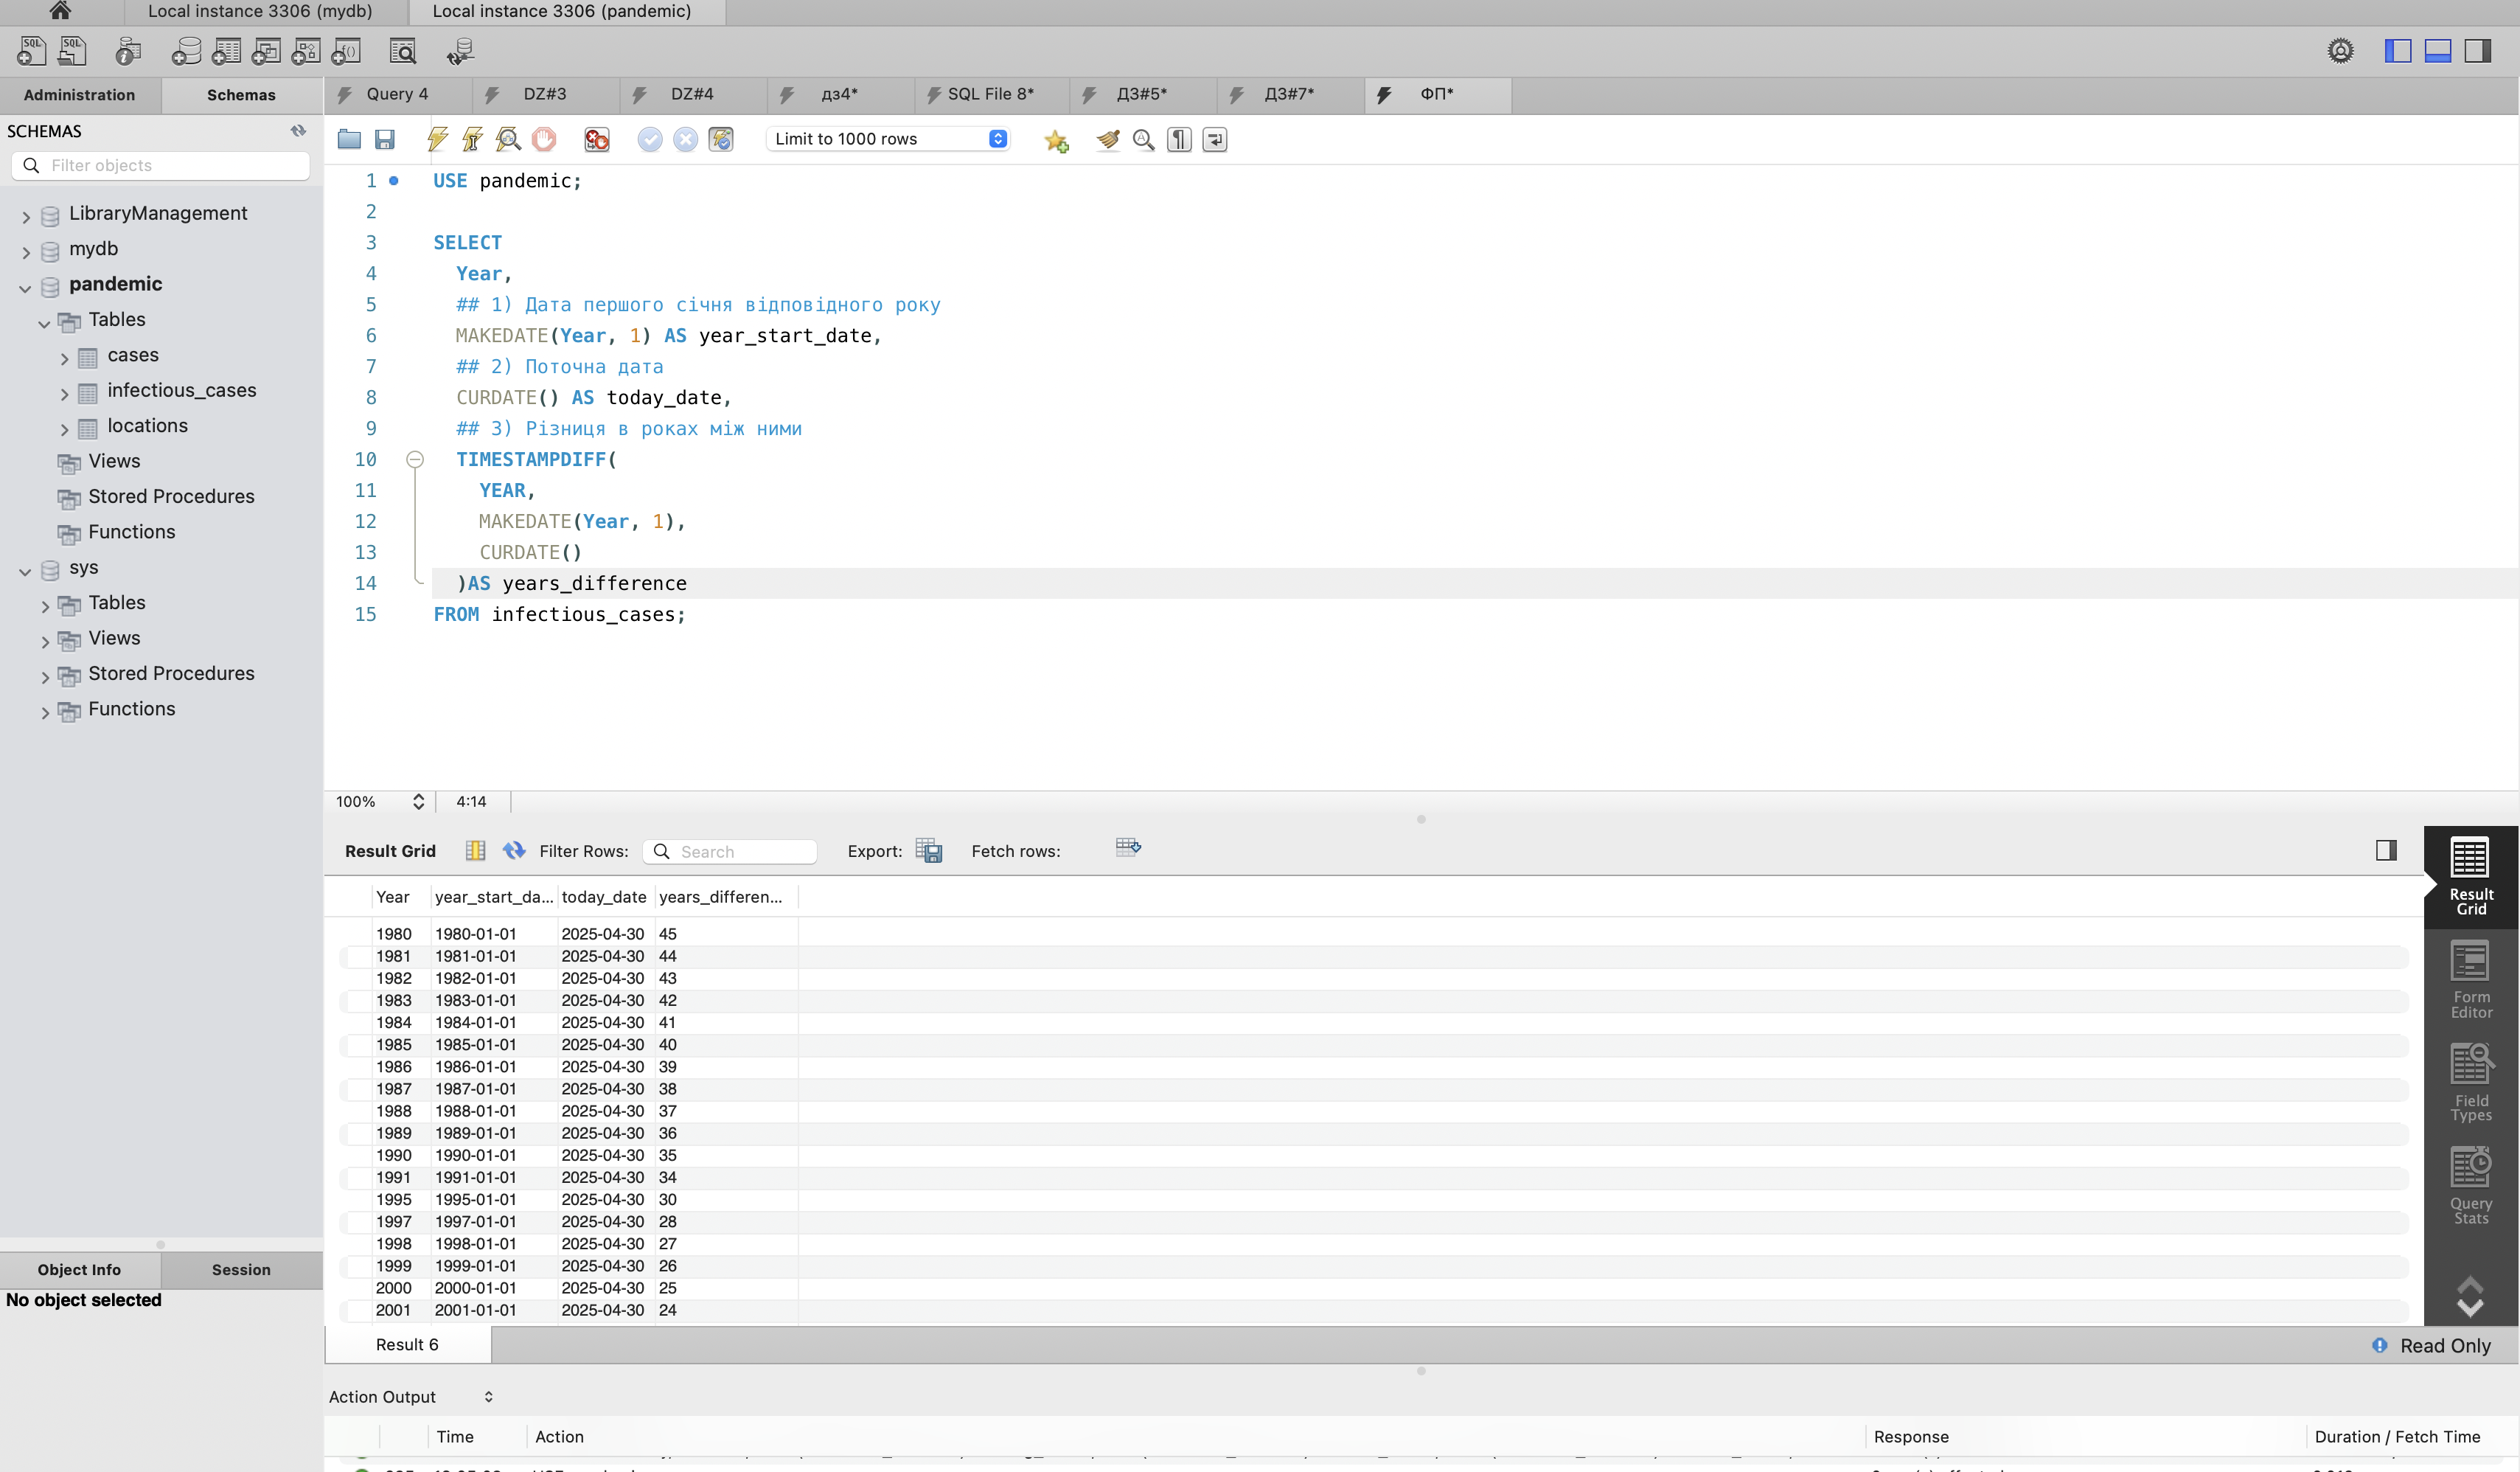 Local instance 3306 (mydb)
Local instance 3306 (pandemic)
Administration
Schemas
Query 4
DZ#3
DZ#4
дз4*
SQL File 8*
ДЗ#5*
ДЗ#7*
ФП*
SCHEMAS
Filter objects
LibraryManagement
mydb
pandemic
Tables
cases
infectious_cases
locations
Views
Stored Procedures
Functions
sys
Tables
Views
Stored Procedures
Functions
Object Info
Session
No object selected
Limit to 1000 rows
1 USE pandemic;
2
3 SELECT
4 Year,
5 ## 1) Дата першого січня відповідного року
6 MAKEDATE(Year, 1) AS year_start_date,
7 ## 2) Поточна дата
8 CURDATE() AS today_date,
9 ## 3) Різниця в роках між ними
10 TIMESTAMPDIFF(
11 YEAR,
12 MAKEDATE(Year, 1),
13 CURDATE()
14 )AS years_difference
15 FROM infectious_cases;
100% 4:14
Result Grid Filter Rows: Search Export: Fetch rows:
Year year_start_da... today_date years_differen...
1980 1980-01-01 2025-04-30 45
1981 1981-01-01 2025-04-30 44
1982 1982-01-01 2025-04-30 43
1983 1983-01-01 2025-04-30 42
1984 1984-01-01 2025-04-30 41
1985 1985-01-01 2025-04-30 40
1986 1986-01-01 2025-04-30 39
1987 1987-01-01 2025-04-30 38
1988 1988-01-01 2025-04-30 37
1989 1989-01-01 2025-04-30 36
1990 1990-01-01 2025-04-30 35
1991 1991-01-01 2025-04-30 34
1995 1995-01-01 2025-04-30 30
1997 1997-01-01 2025-04-30 28
1998 1998-01-01 2025-04-30 27
1999 1999-01-01 2025-04-30 26
2000 2000-01-01 2025-04-30 25
2001 2001-01-01 2025-04-30 24
Result
Grid
Form
Editor
Field
Types
Query
Stats
Result 6
Read Only
Action Output
Time Action Response Duration / Fetch Time